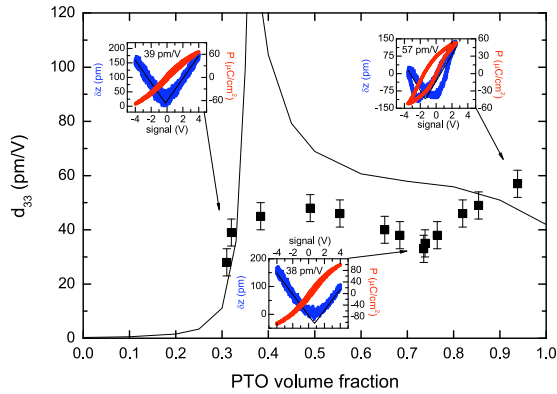 120
100
80
60
40
20
0
d33 (pm/V)
0.0 0.1 0.2 0.3 0.4 0.5 0.6 0.7 0.8 0.9 1.0
PTO volume fraction
39 pm/V
200
150
100
50
0
δz (pm)
60
0
-60
P (μC/cm²)
-4 -2 0 2 4
signal (V)
57 pm/V
150
75
0
-75
-150
δz (pm)
60
30
0
-30
-60
P (μC/cm²)
-4 -2 0 2 4
signal (V)
signal (V)
-4 -2 0 2 4
38 pm/V
200
150
100
50
0
δz (pm)
80
40
0
-40
-80
P (μC/cm²)